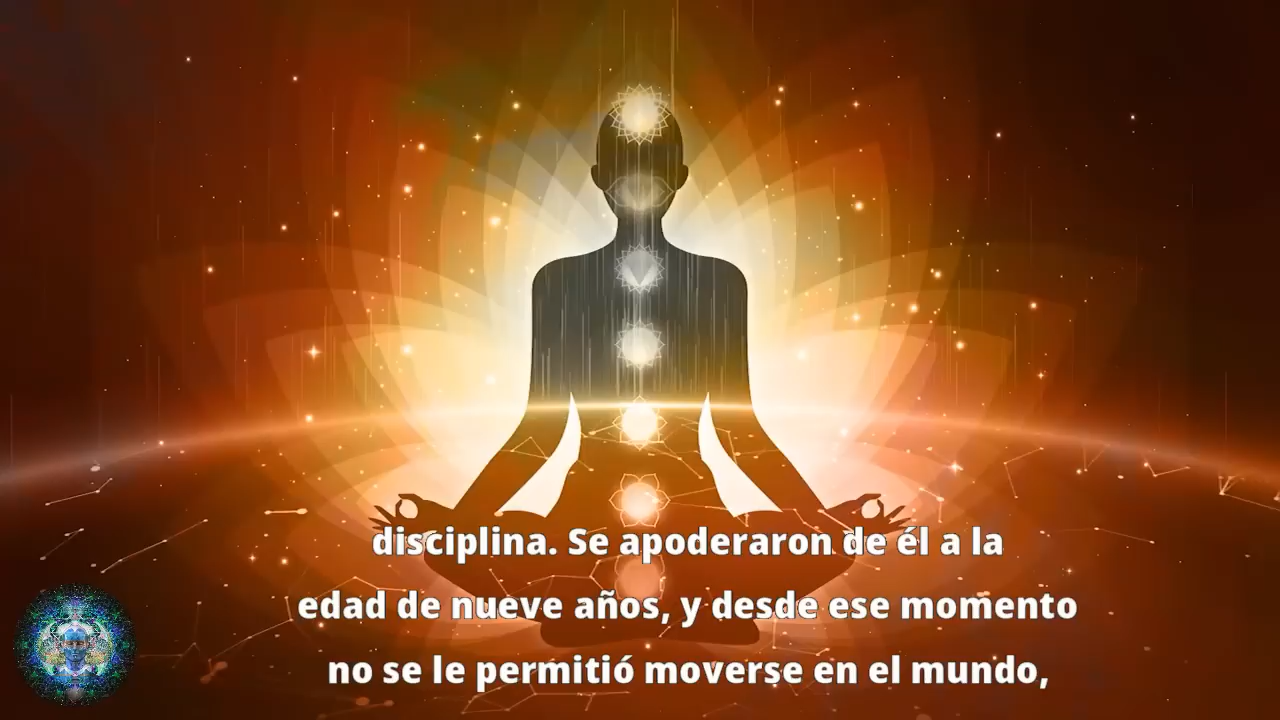 disciplina. Se apoderaron de él a la
edad de nueve años, y desde ese momento
no se le permitió moverse en el mundo,